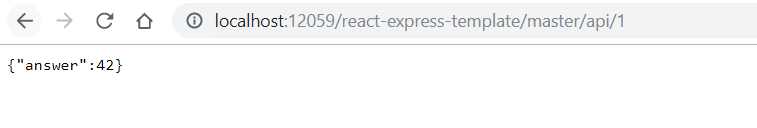 localhost:12059/react-express-template/master/api/1
{"answer":42}